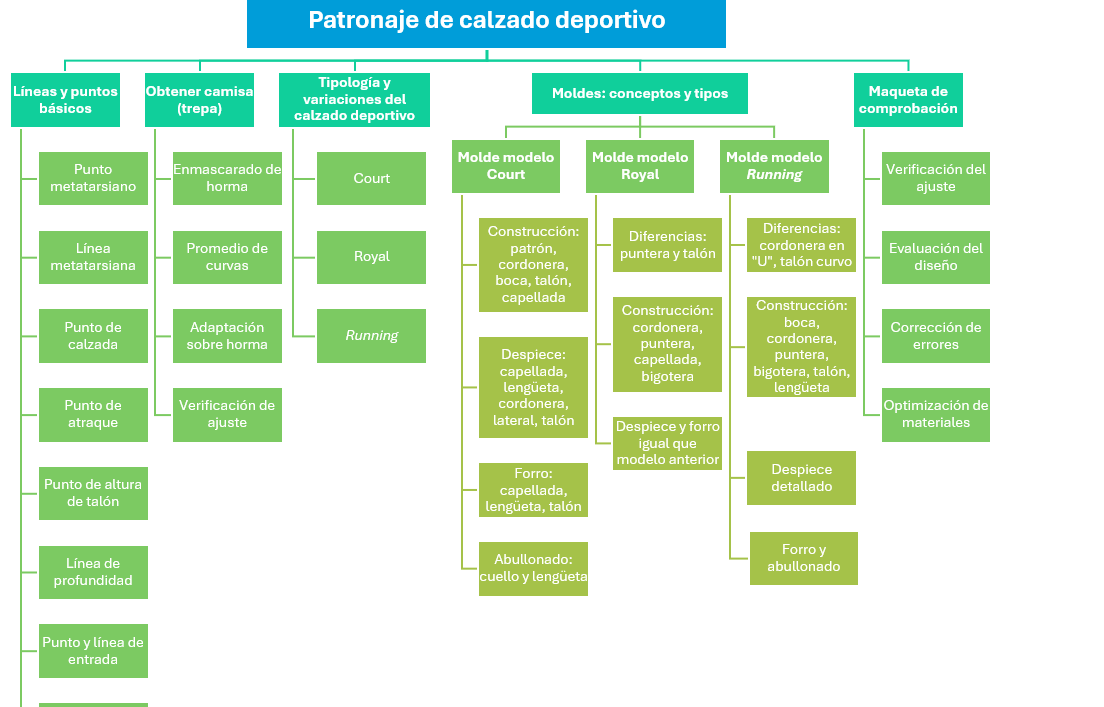 Patronaje de calzado deportivo
Líneas y puntos
básicos
Punto
metatarsiano
Línea
metatarsiana
Punto de
calzada
Punto de
atraque
Punto de altura
de talón
Línea de
profundidad
Punto y línea de
entrada
Obtener camisa
(trepa)
Enmascarado de
horma
Promedio de
curvas
Adaptación
sobre horma
Verificación de
ajuste
Tipología y
variaciones del
calzado deportivo
Court
Royal
Running
Moldes: conceptos y tipos
Molde modelo
Court
Construcción:
patrón,
cordonera,
boca, talón,
capellada
Despiece:
capellada,
lengüeta,
cordonera,
lateral, talón
Forro:
capellada,
lengüeta, talón
Abullonado:
cuello y lengüeta
Molde modelo
Royal
Diferencias:
puntera y talón
Construcción:
cordonera,
puntera,
capellada,
bigotera
Despiece y forro
igual que
modelo anterior
Molde modelo
Running
Diferencias:
cordonera en
"U", talón curvo
Construcción:
boca,
cordonera,
puntera,
bigotera, talón,
lengüeta
Despiece
detallado
Forro y
abullonado
Maqueta de
comprobación
Verificación del
ajuste
Evaluación del
diseño
Corrección de
errores
Optimización de
materiales